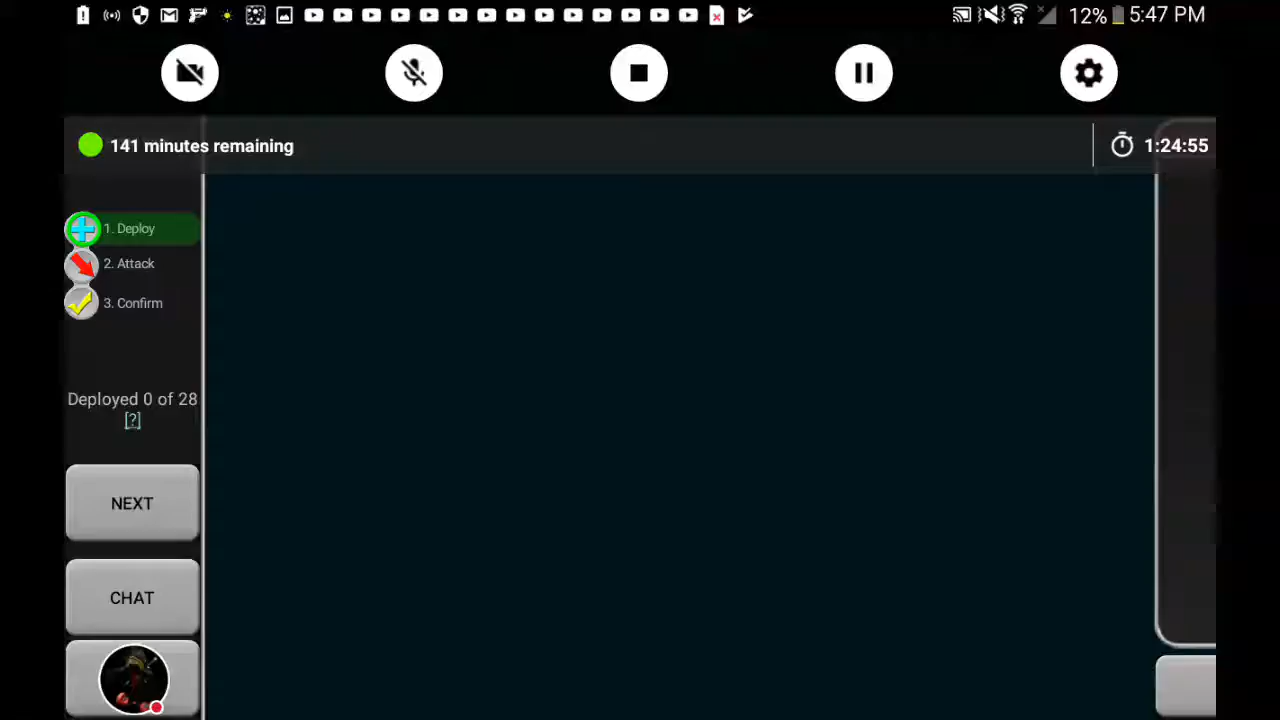 12% 5:47 PM
141 minutes remaining
1:24:55
1. Deploy
2. Attack
3. Confirm
Deployed 0 of 28
[?]
NEXT
CHAT